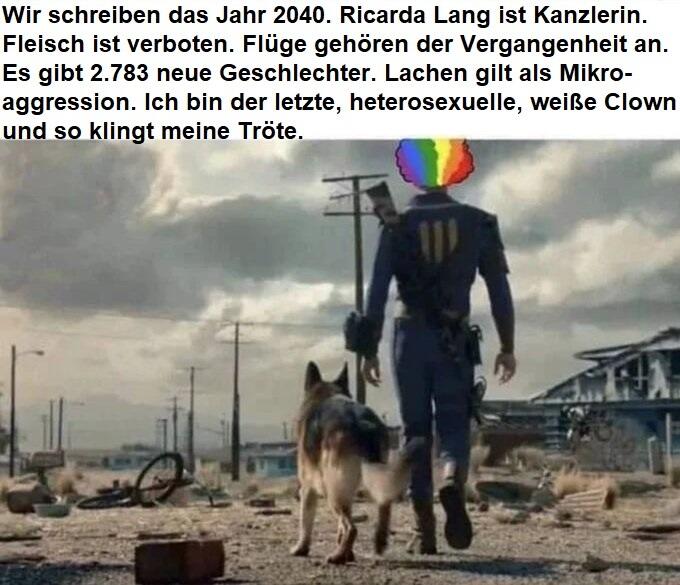 Wir schreiben das Jahr 2040. Ricarda Lang ist Kanzlerin.
Fleisch ist verboten. Flüge gehören der Vergangenheit an.
Es gibt 2.783 neue Geschlechter. Lachen gilt als Mikro-
aggression. Ich bin der letzte, heterosexuelle, weiße Clown
und so klingt meine Tröte.